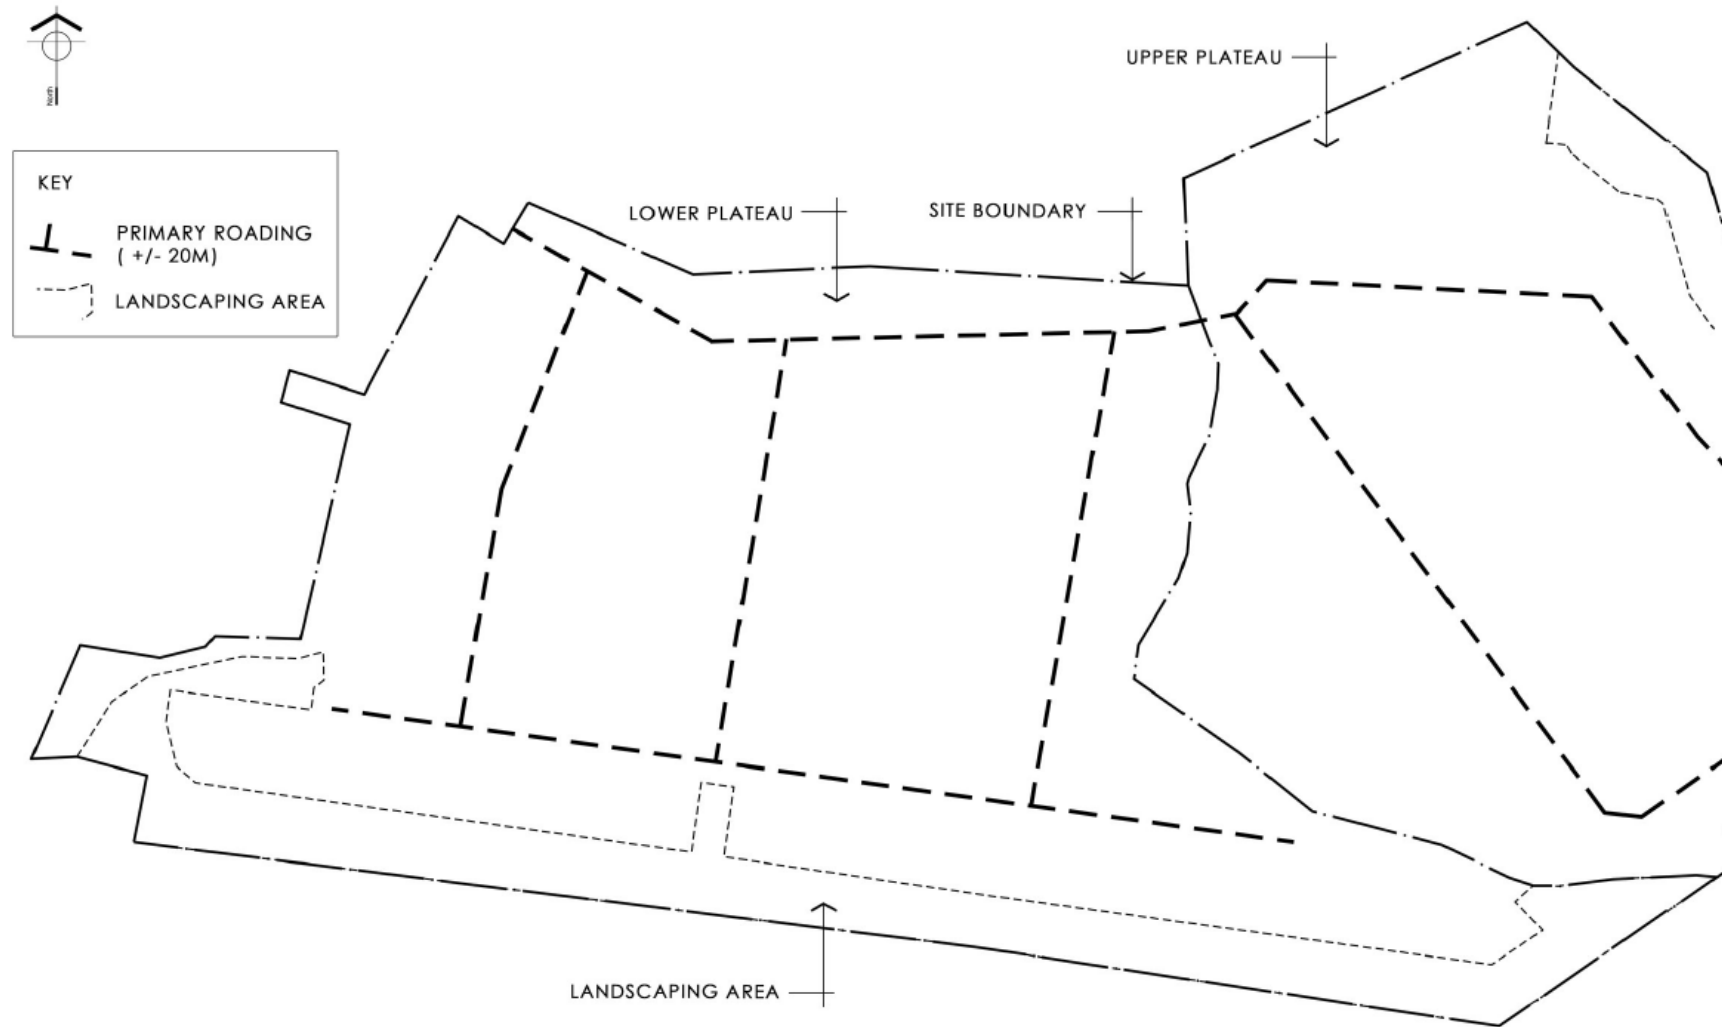 North
UPPER PLATEAU
KEY
LOWER PLATEAU
SITE BOUNDARY
PRIMARY ROADING
( +/- 20M)
LANDSCAPING AREA
LANDSCAPING AREA